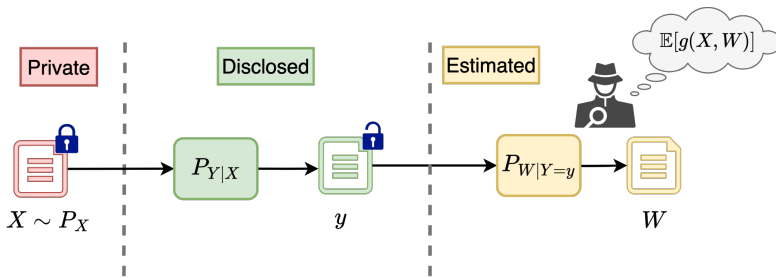 𝔼[g(X, W)]
Private
Disclosed
Estimated
P_{Y|X}
P_{W|Y=y}
X ∼ P_X
y
W